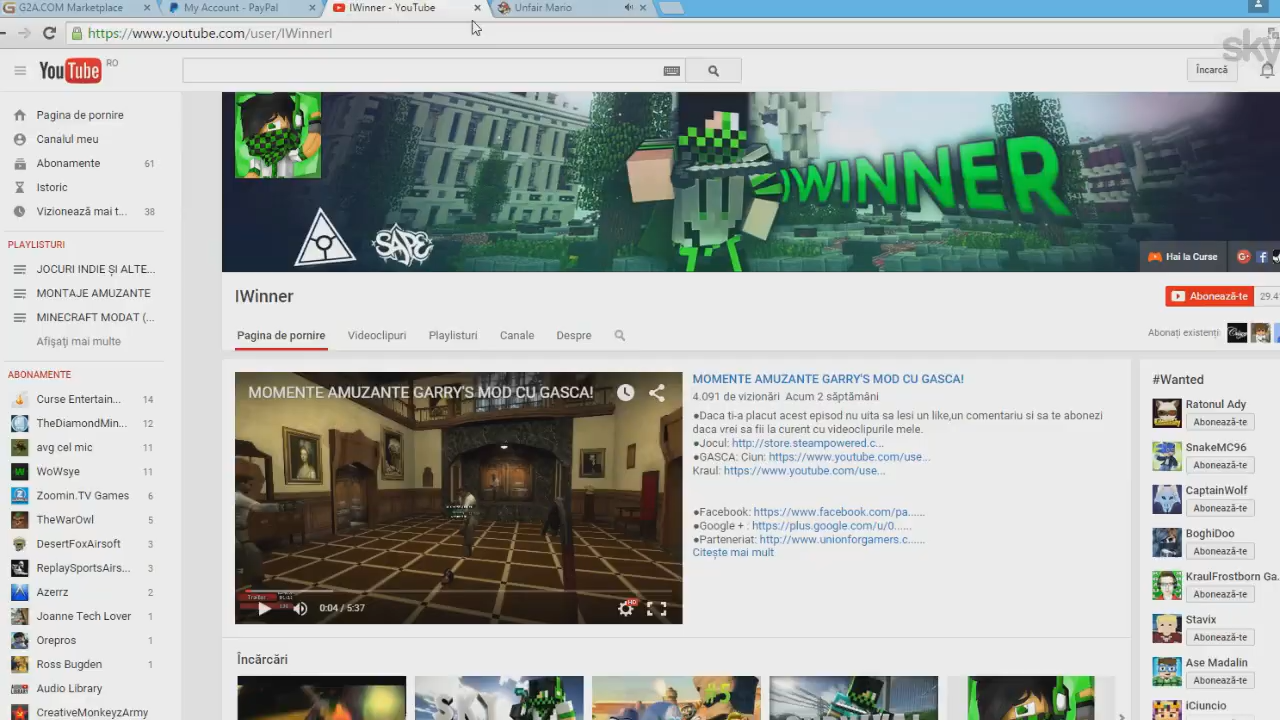 G2A.COM Marketplace
My Account - PayPal
IWinner - YouTube
Unfair Mario
https://www.youtube.com/user/IWinnerI
sky
YouTube RO
Încarcă
Pagina de pornire
Canalul meu
Abonamente 61
Istoric
Vizionează mai t... 38
PLAYLISTURI
JOCURI INDIE ȘI ALTE...
MONTAJE AMUZANTE
MINECRAFT MODAT (...
Afișați mai multe
ABONAMENTE
Curse Entertain... 14
TheDiamondMin... 12
avg cel mic 11
WoWsye 11
Zoomin.TV Games 6
TheWarOwl 5
DesertFoxAirsoft 3
ReplaySportsAirs... 3
Azerrz 2
Joanne Tech Lover 1
Orepros 1
Ross Bugden 1
Audio Library
CreativeMonkeyzArmy
IWINNER
SAPE
Hai la Curse
IWinner
Abonează-te 29.4
Pagina de pornire
Videoclipuri
Playlisturi
Canale
Despre
Abonați existenți:
MOMENTE AMUZANTE GARRY'S MOD CU GASCA!
0:04 / 5:37
HD
MOMENTE AMUZANTE GARRY'S MOD CU GASCA!
4.091 de vizionări Acum 2 săptămâni
●Daca ti-a placut acest episod nu uita sa lesi un like,un comentariu si sa te abonezi
daca vrei sa fii la curent cu videoclipurile mele.
●Jocul: http://store.steampowered.c...
●GASCA: Ciun: https://www.youtube.com/use...
Kraul: https://www.youtube.com/use...
●Facebook: https://www.facebook.com/pa......
●Google + : https://plus.google.com/u/0......
●Parteneriat: http://www.unionforgamers.c......
Citește mai mult
Încărcări
#Wanted
Ratonul Ady
Abonează-te
SnakeMC96
Abonează-te
CaptainWolf
Abonează-te
BoghiDoo
Abonează-te
KraulFrostborn Ga...
Abonează-te
Stavix
Abonează-te
Ase Madalin
Abonează-te
iCiuncio